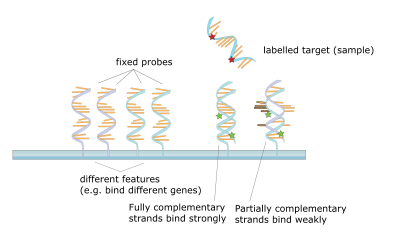 labelled target (sample)
fixed probes
different features
(e.g. bind different genes)
Fully complementary
strands bind strongly
Partially complementary
strands bind weakly